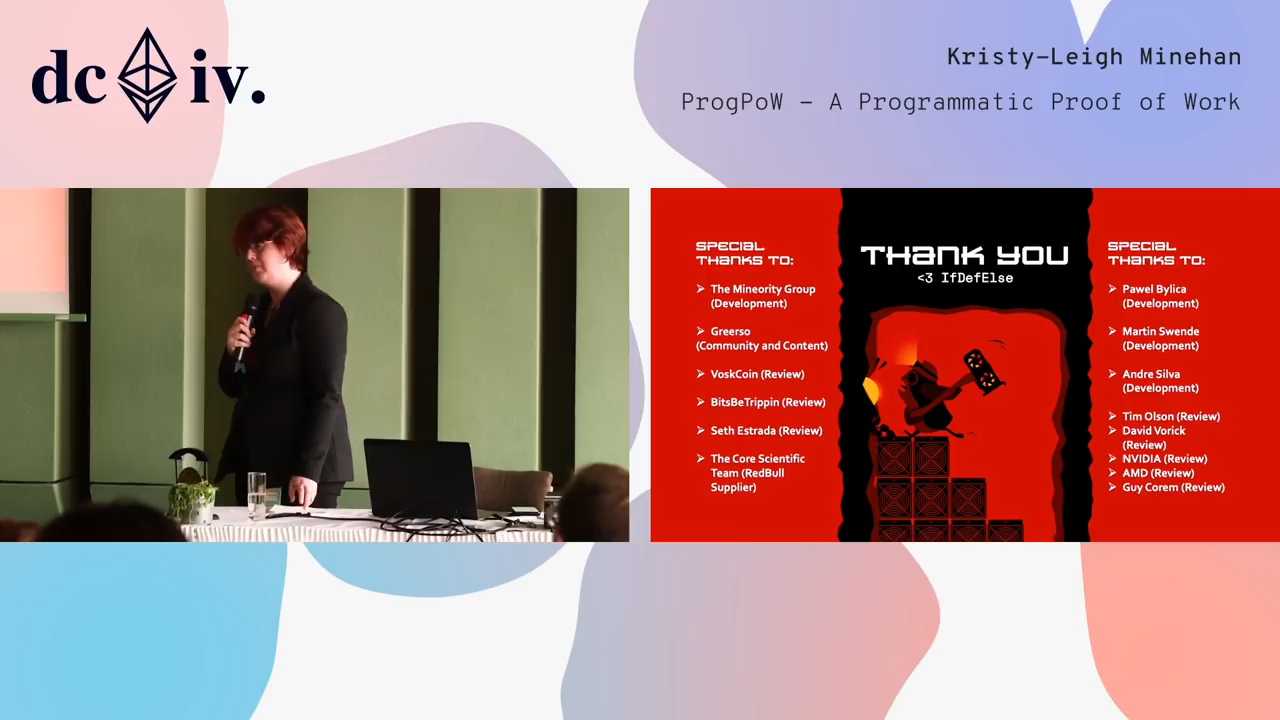 dc iv.
Kristy-Leigh Minehan
ProgPoW - A Programmatic Proof of Work
SPECIAL
THANKS TO:
➢ The Mineority Group
(Development)
➢ Greerso
(Community and Content)
➢ VoskCoin (Review)
➢ BitsBeTrippin (Review)
➢ Seth Estrada (Review)
➢ The Core Scientific
Team (RedBull
Supplier)
THANK YOU
<3 IfDefElse
SPECIAL
THANKS TO:
➢ Pawel Bylica
(Development)
➢ Martin Swende
(Development)
➢ Andre Silva
(Development)
➢ Tim Olson (Review)
➢ David Vorick
(Review)
➢ NVIDIA (Review)
➢ AMD (Review)
➢ Guy Corem (Review)